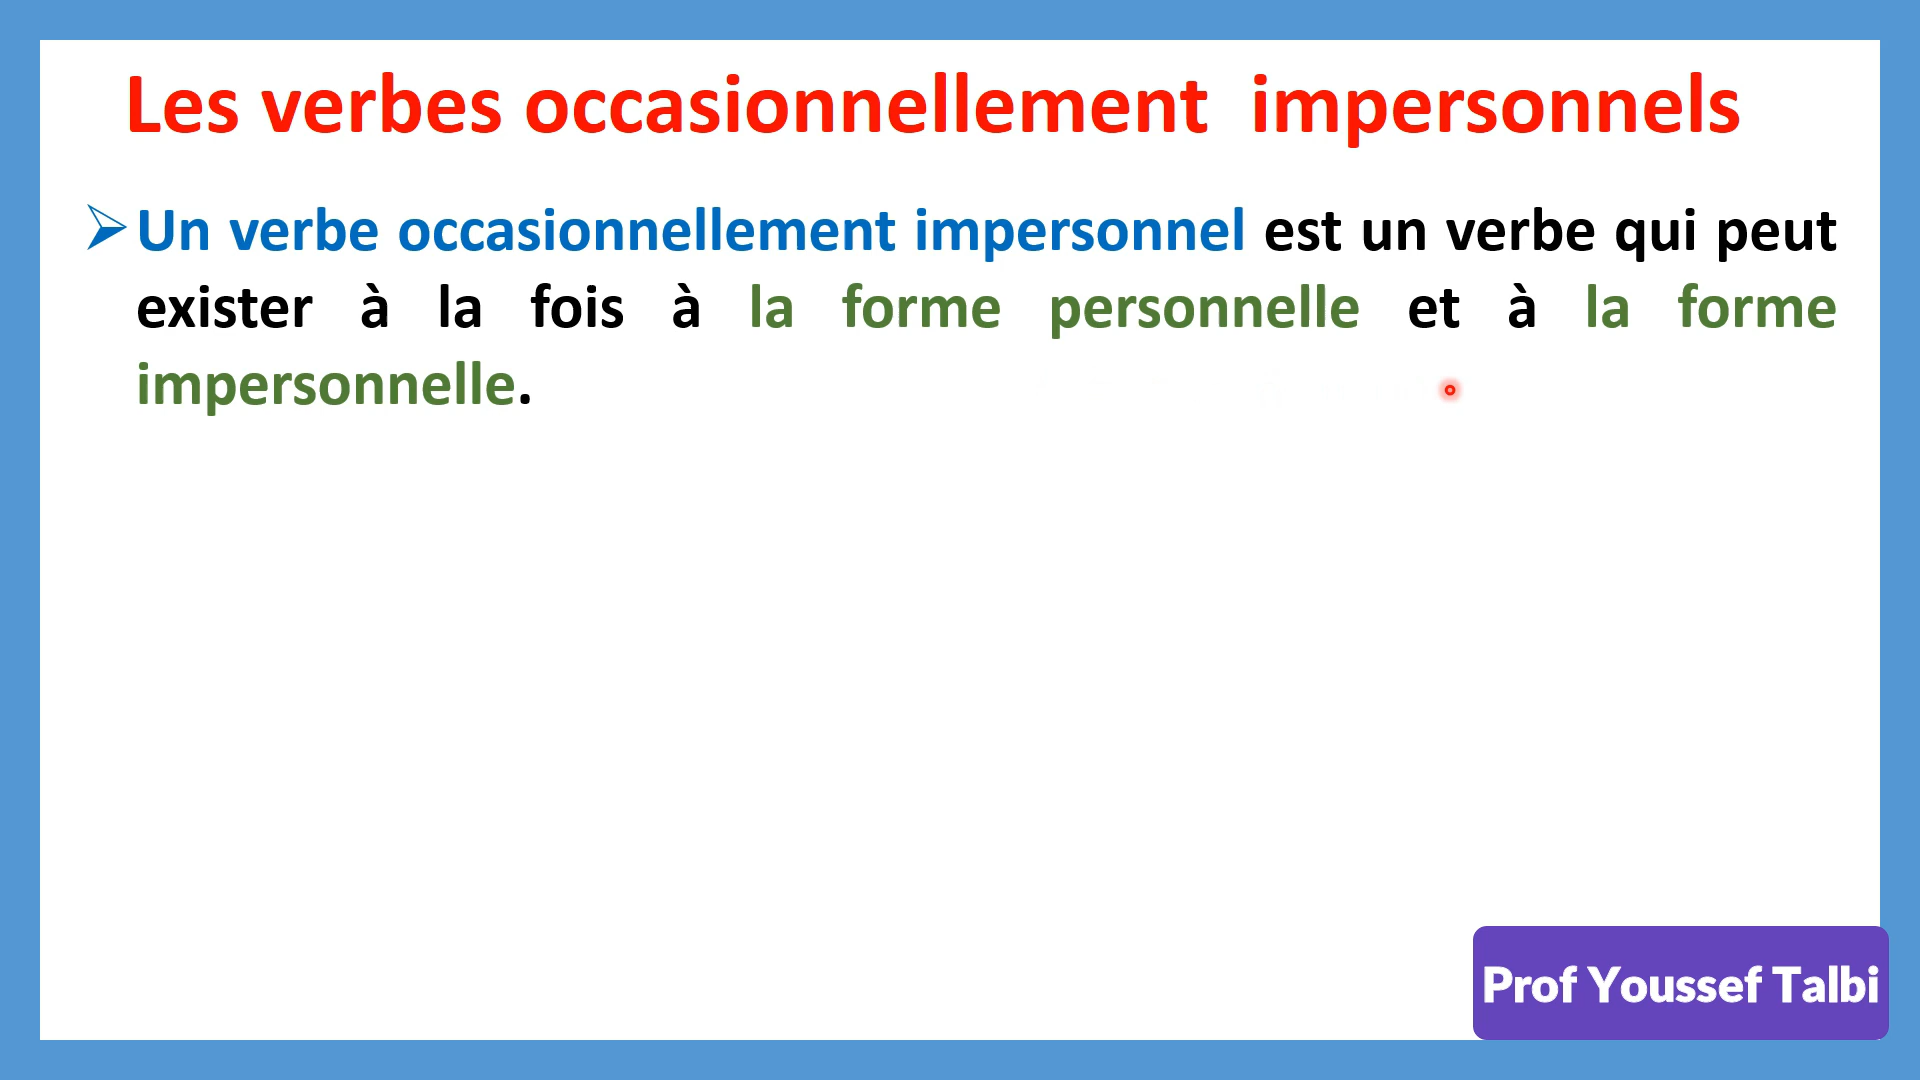 Les verbes occasionnellement impersonnels
Un verbe occasionnellement impersonnel est un verbe qui peut
exister à la fois à la forme personnelle et à la forme
impersonnelle.
Prof Youssef Talbi